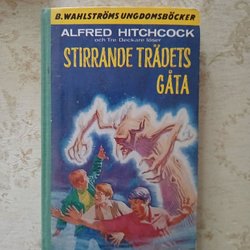 B. WAHLSTRÖMS UNGDOMSBÖCKER
ALFRED HITCHCOCK
och Tre Deckare löser
STIRRANDE TRÄDETS
GÅTA